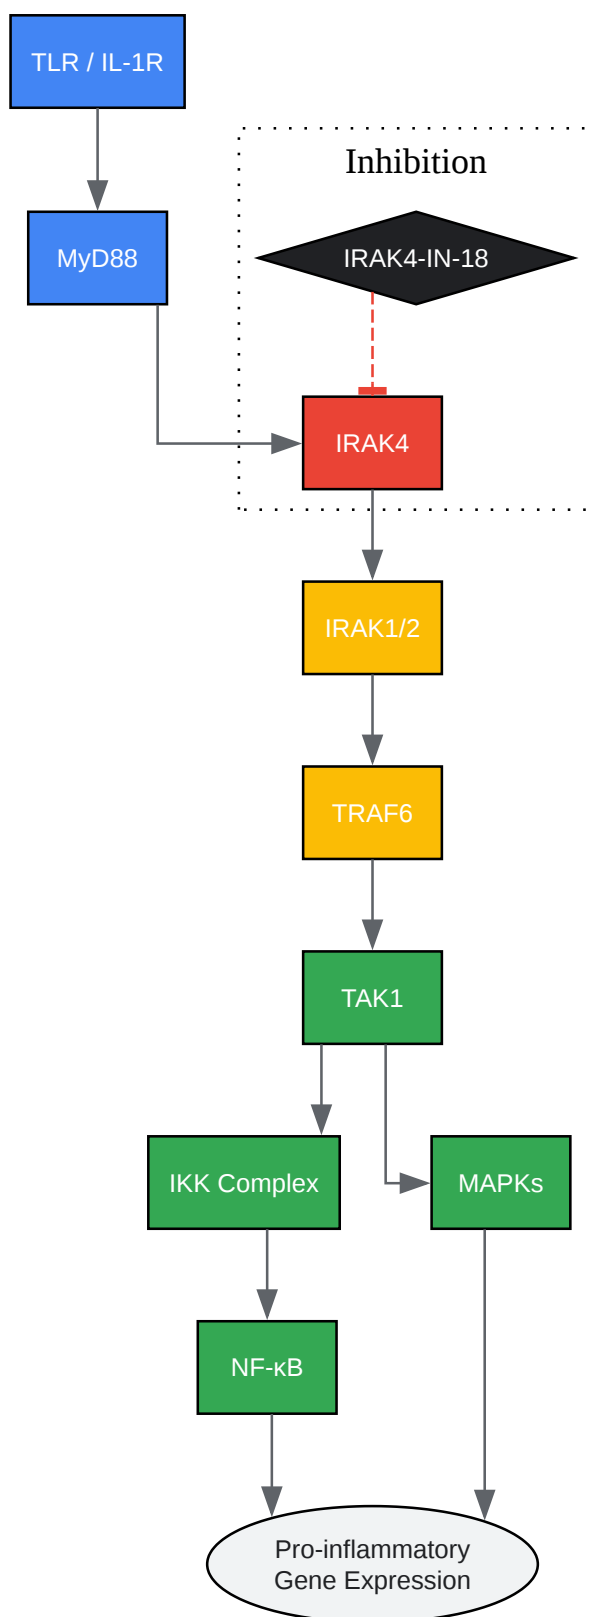 TLR / IL-1R
Inhibition
MyD88
IRAK4-IN-18
IRAK4
IRAK1/2
TRAF6
TAK1
IKK Complex
MAPKs
NF-κB
Pro-inflammatory
Gene Expression